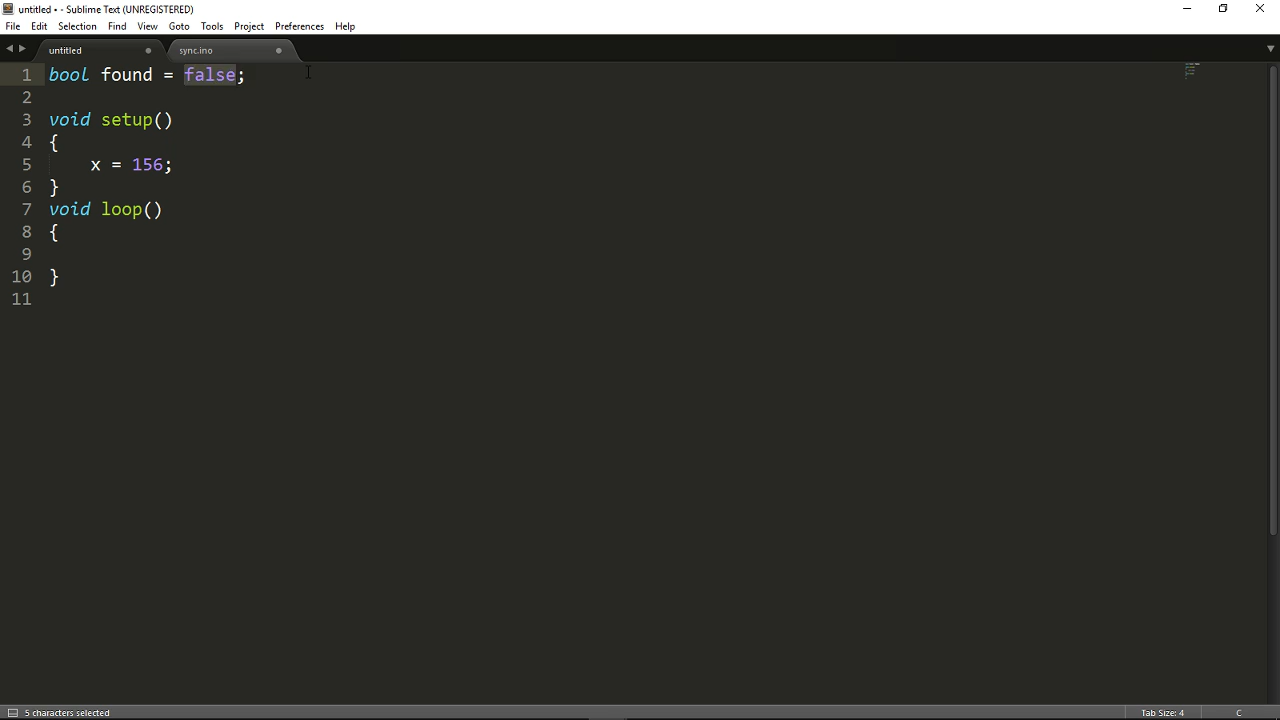 untitled • - Sublime Text (UNREGISTERED)
File Edit Selection Find View Goto Tools Project Preferences Help
untitled sync.ino
1 bool found = false;
2
3 void setup()
4 {
5     x = 156;
6 }
7 void loop()
8 {
9
10 }
11
5 characters selected Tab Size: 4 C